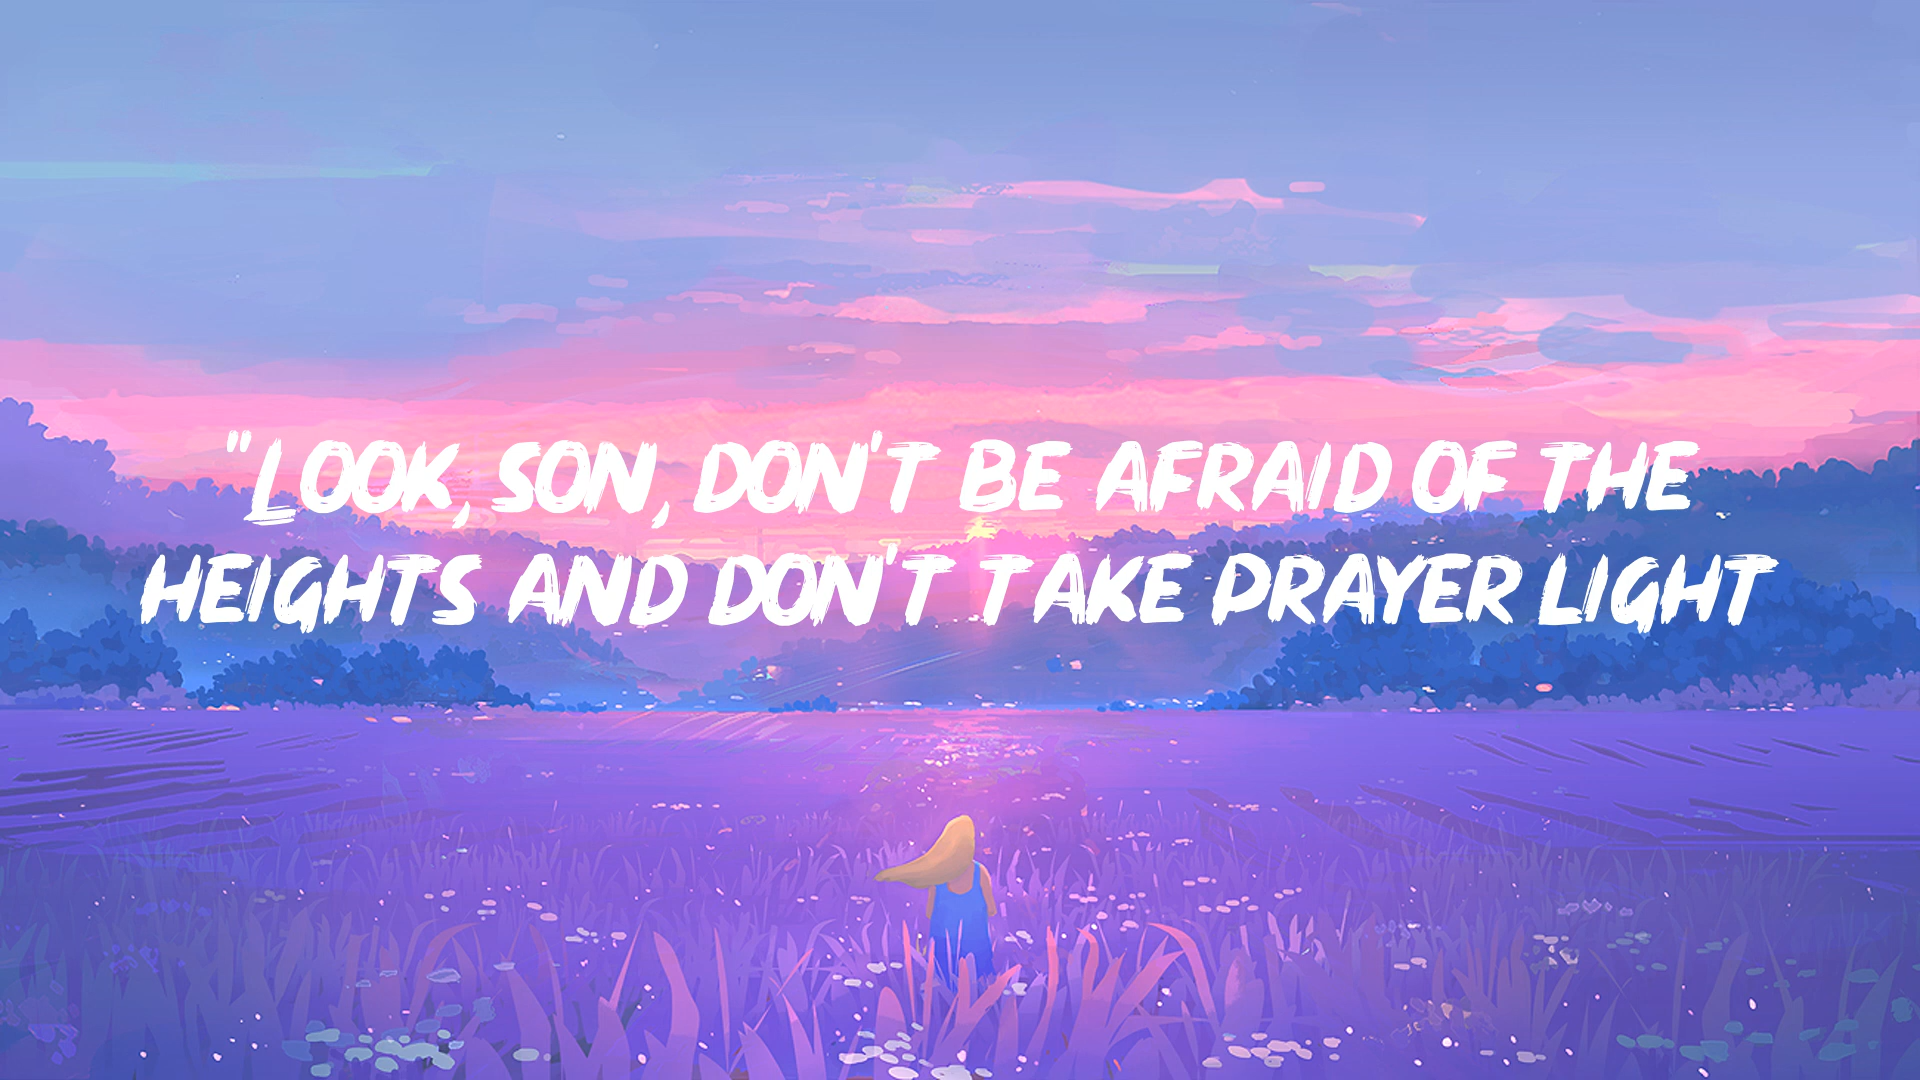 "Look, son, don't be afraid of the
heights and don't take prayer light